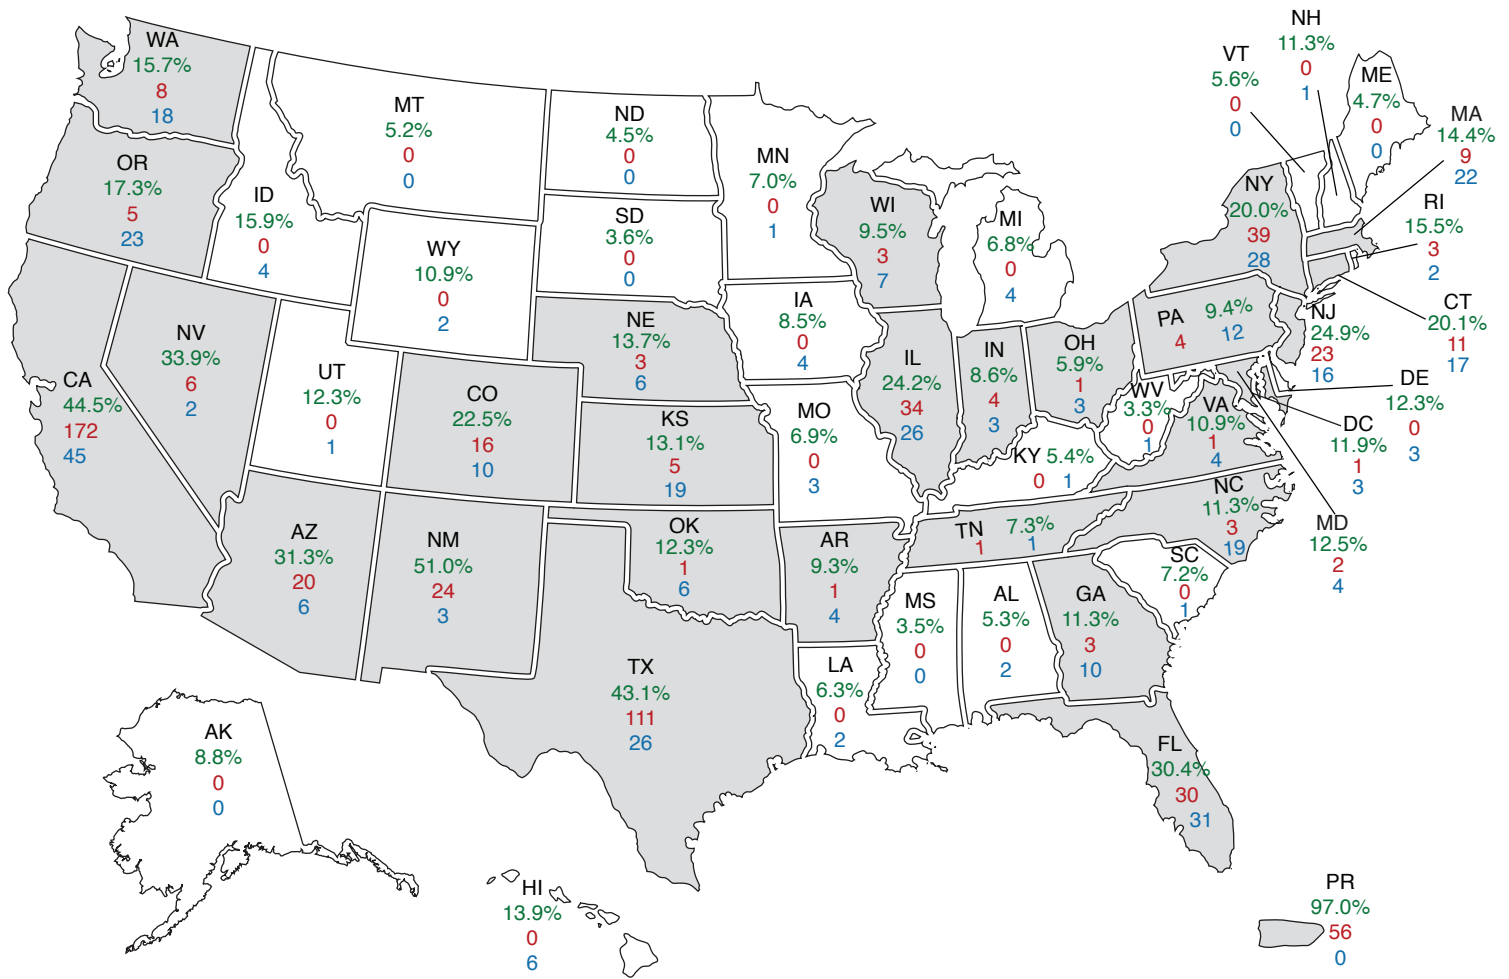 WA
15.7%
8
18
OR
17.3%
5
23
CA
44.5%
172
45
NV
33.9%
6
2
ID
15.9%
0
4
MT
5.2%
0
0
WY
10.9%
0
2
UT
12.3%
0
1
CO
22.5%
16
10
AZ
31.3%
20
6
NM
51.0%
24
3
ND
4.5%
0
0
SD
3.6%
0
0
NE
13.7%
3
6
KS
13.1%
5
19
OK
12.3%
1
6
TX
43.1%
111
26
MN
7.0%
0
1
IA
8.5%
0
4
MO
6.9%
0
3
AR
9.3%
1
4
LA
6.3%
0
2
WI
9.5%
3
7
IL
24.2%
34
26
MI
6.8%
0
4
IN
8.6%
4
3
OH
5.9%
1
3
KY 5.4%
0 1
TN 7.3%
1 1
MS
3.5%
0
0
AL
5.3%
0
2
GA
11.3%
3
10
FL
30.4%
30
31
SC
7.2%
0
1
NC
11.3%
3
19
VA
10.9%
1
4
WV
3.3%
0
1
PA 9.4%
4 12
NY
20.0%
39
28
VT
5.6%
0
0
NH
11.3%
0
1
ME
4.7%
0
0
MA
14.4%
9
22
RI
15.5%
3
2
CT
20.1%
11
17
NJ
24.9%
23
16
DE
12.3%
0
3
DC
11.9%
1
3
MD
12.5%
2
4
AK
8.8%
0
0
HI
13.9%
0
6
PR
97.0%
56
0